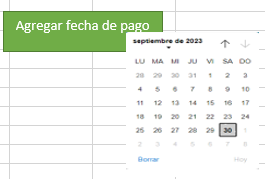 Agregar fecha de pago
septiembre de 2023
LU MA MI JU VI SÁ DO
28 29 30 31 1 2 3
4 5 6 7 8 9 10
11 12 13 14 15 16 17
18 19 20 21 22 23 24
25 26 27 28 29 30 1
2 3 4 5 6 7 8
Borrar Hoy